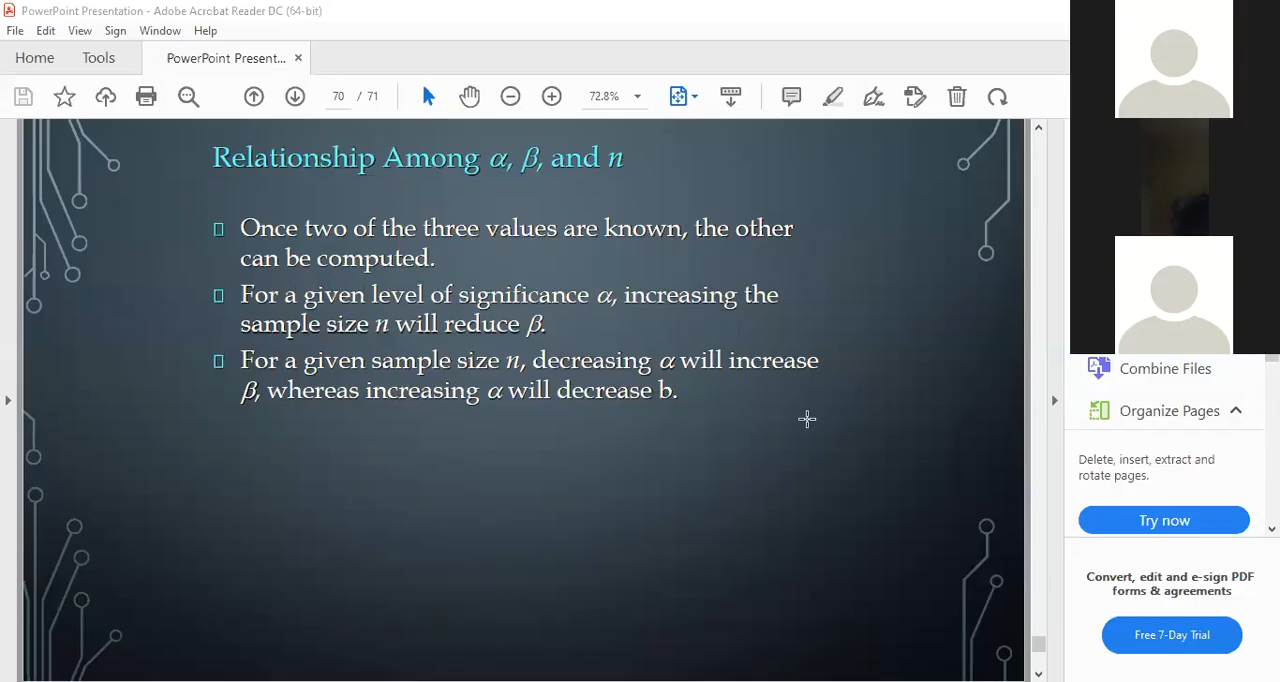 PowerPoint Presentation - Adobe Acrobat Reader DC (64-bit)
File Edit View Sign Window Help
Home Tools PowerPoint Present... ×
70 / 71 72.8%
Relationship Among α, β, and n
Once two of the three values are known, the other
can be computed.
For a given level of significance α, increasing the
sample size n will reduce β.
For a given sample size n, decreasing α will increase
β, whereas increasing α will decrease b.
Combine Files
Organize Pages
Delete, insert, extract and
rotate pages.
Try now
Convert, edit and e-sign PDF
forms & agreements
Free 7-Day Trial